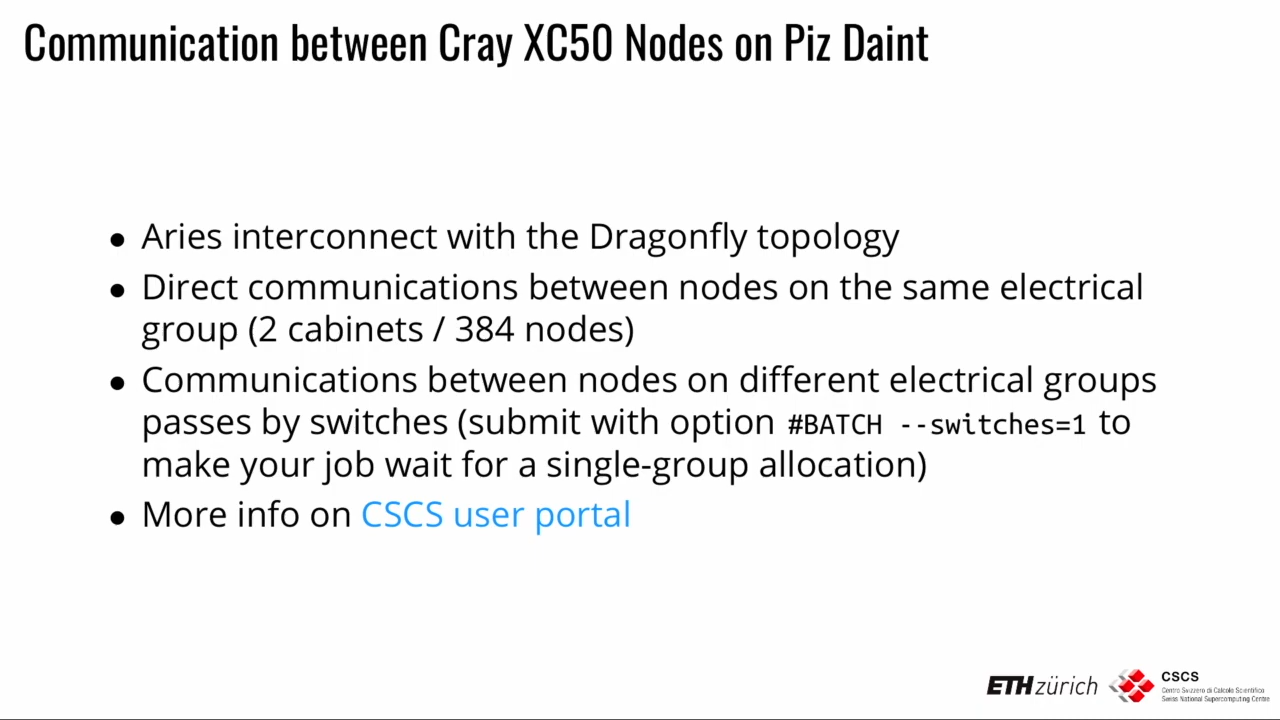 Communication between Cray XC50 Nodes on Piz Daint
• Aries interconnect with the Dragonfly topology
• Direct communications between nodes on the same electrical
group (2 cabinets / 384 nodes)
• Communications between nodes on different electrical groups
passes by switches (submit with option #BATCH --switches=1 to
make your job wait for a single-group allocation)
• More info on CSCS user portal
ETH zürich
CSCS
Centro Svizzero di Calcolo Scientifico
Swiss National Supercomputing Centre